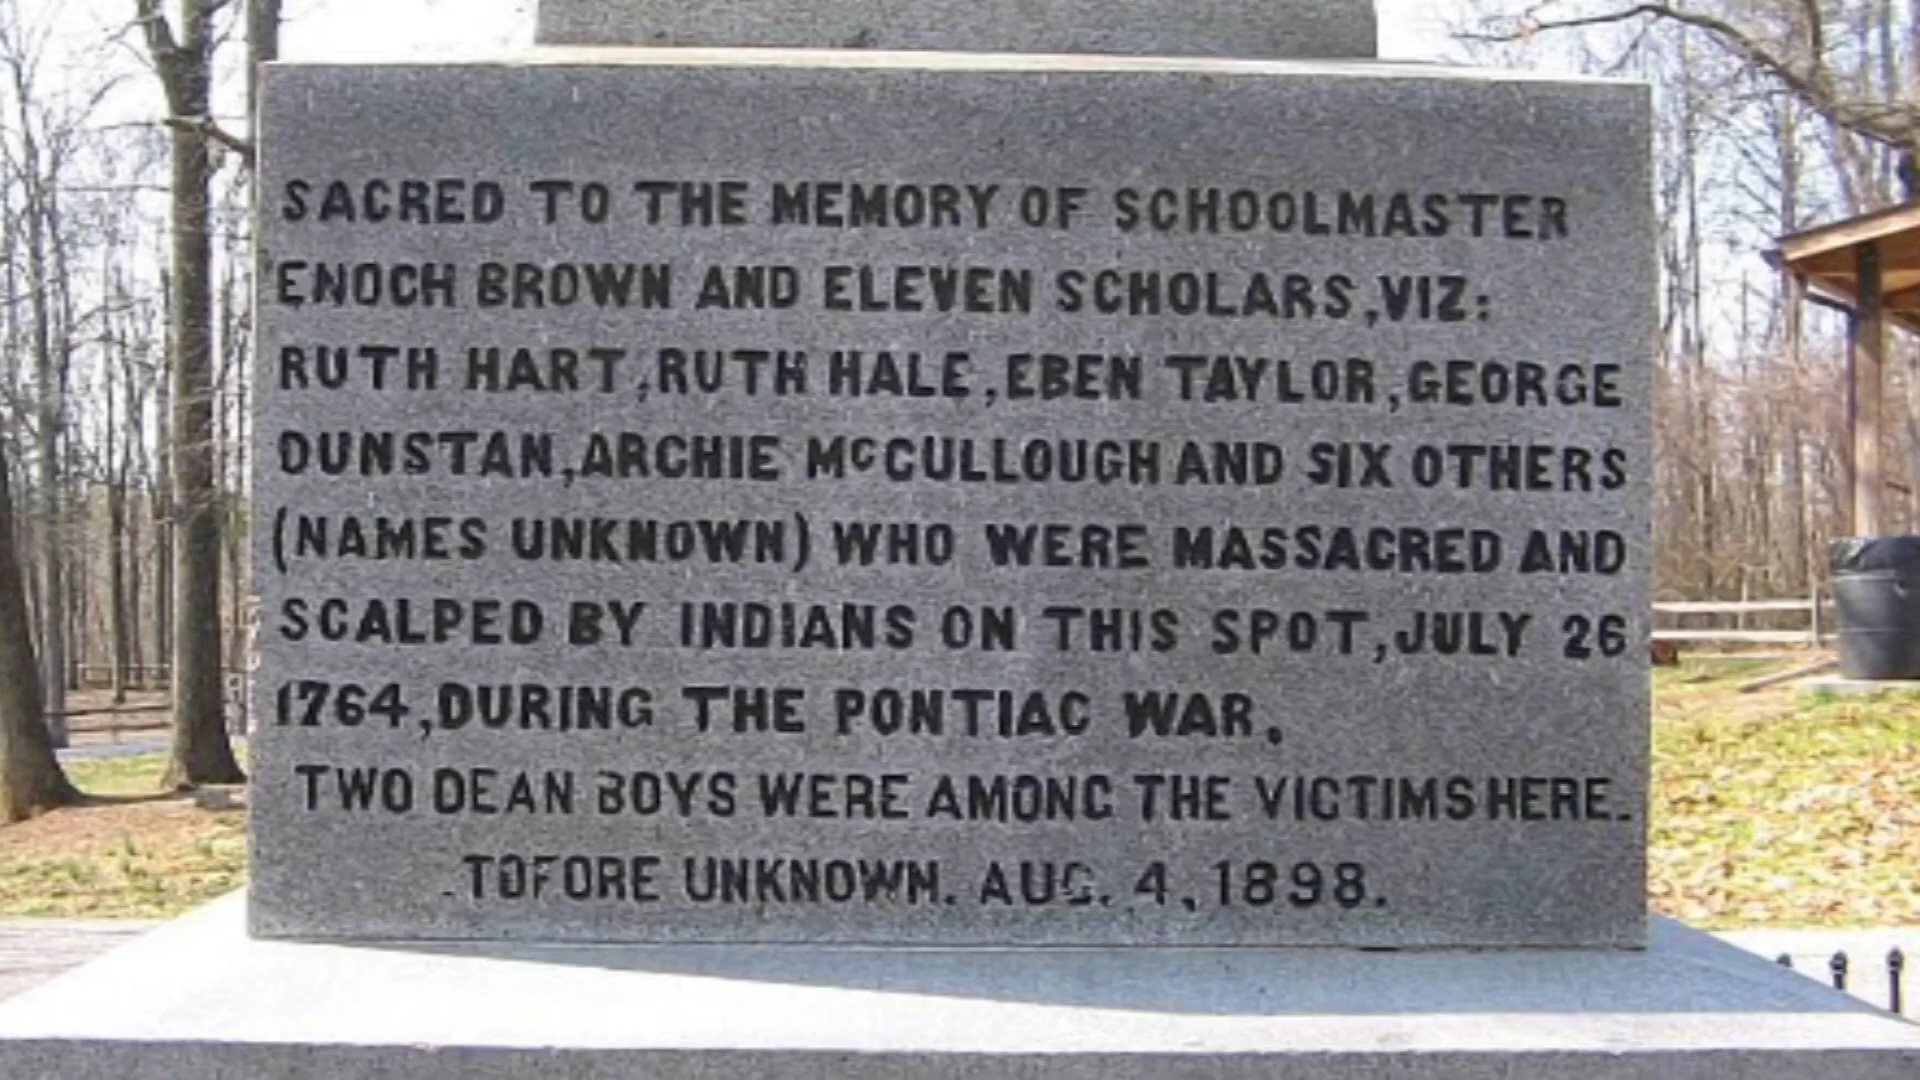 SACRED TO THE MEMORY OF SCHOOLMASTER
ENOCH BROWN AND ELEVEN SCHOLARS, VIZ:
RUTH HART, RUTH HALE, EBEN TAYLOR, GEORGE
DUNSTAN, ARCHIE McCULLOUGH AND SIX OTHERS
(NAMES UNKNOWN) WHO WERE MASSACRED AND
SCALPED BY INDIANS ON THIS SPOT, JULY 26
1764, DURING THE PONTIAC WAR.
TWO DEAN BOYS WERE AMONG THE VICTIMS HERE-
-TOFORE UNKNOWN. AUG. 4, 1898.